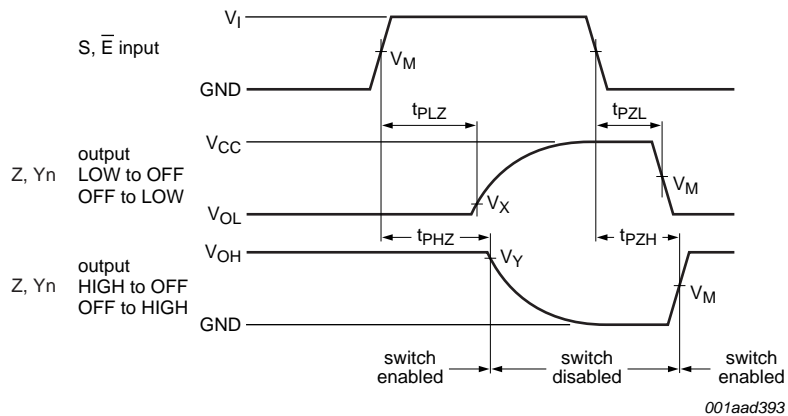 V_I
S, E̅ input
V_M
GND
t_PLZ
t_PZL
V_CC
Z, Yn
output
LOW to OFF
OFF to LOW
V_M
V_X
V_OL
t_PHZ
t_PZH
V_OH
V_Y
Z, Yn
output
HIGH to OFF
OFF to HIGH
V_M
GND
switch
enabled
switch
disabled
switch
enabled
001aad393